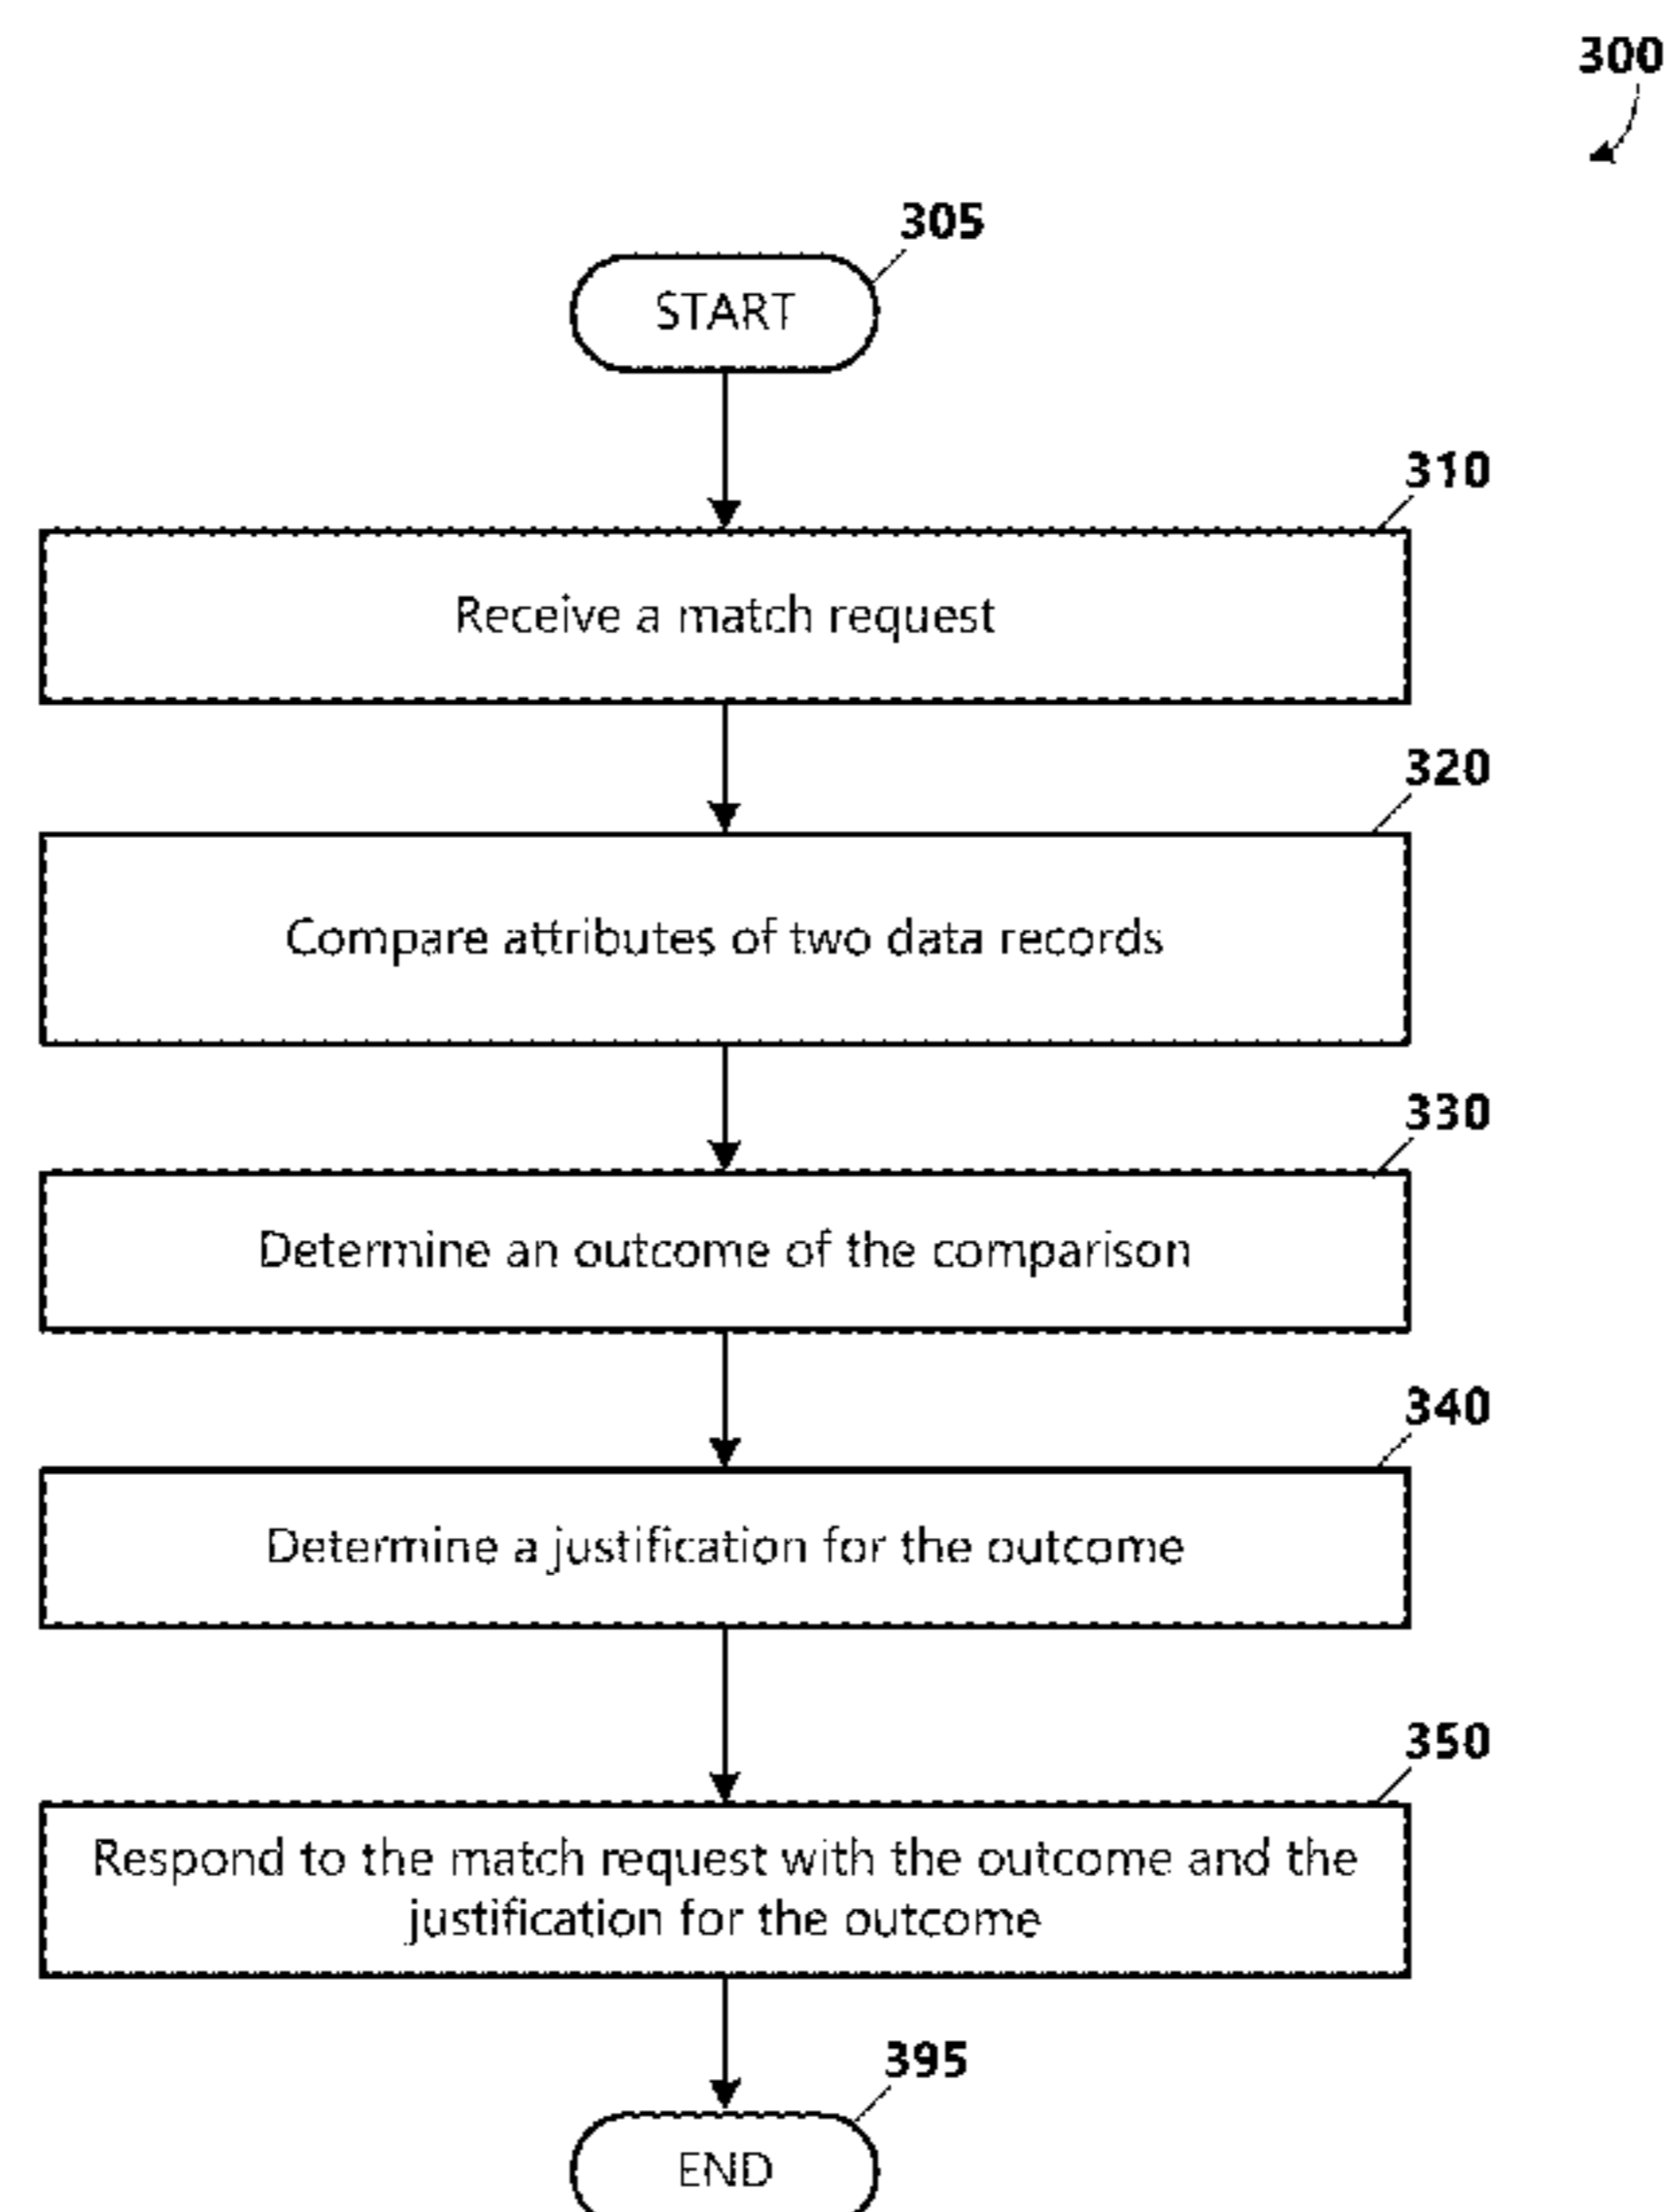 300
305
START
310
Receive a match request
320
Compare attributes of two data records
330
Determine an outcome of the comparison
340
Determine a justification for the outcome
350
Respond to the match request with the outcome and the
justification for the outcome
395
END